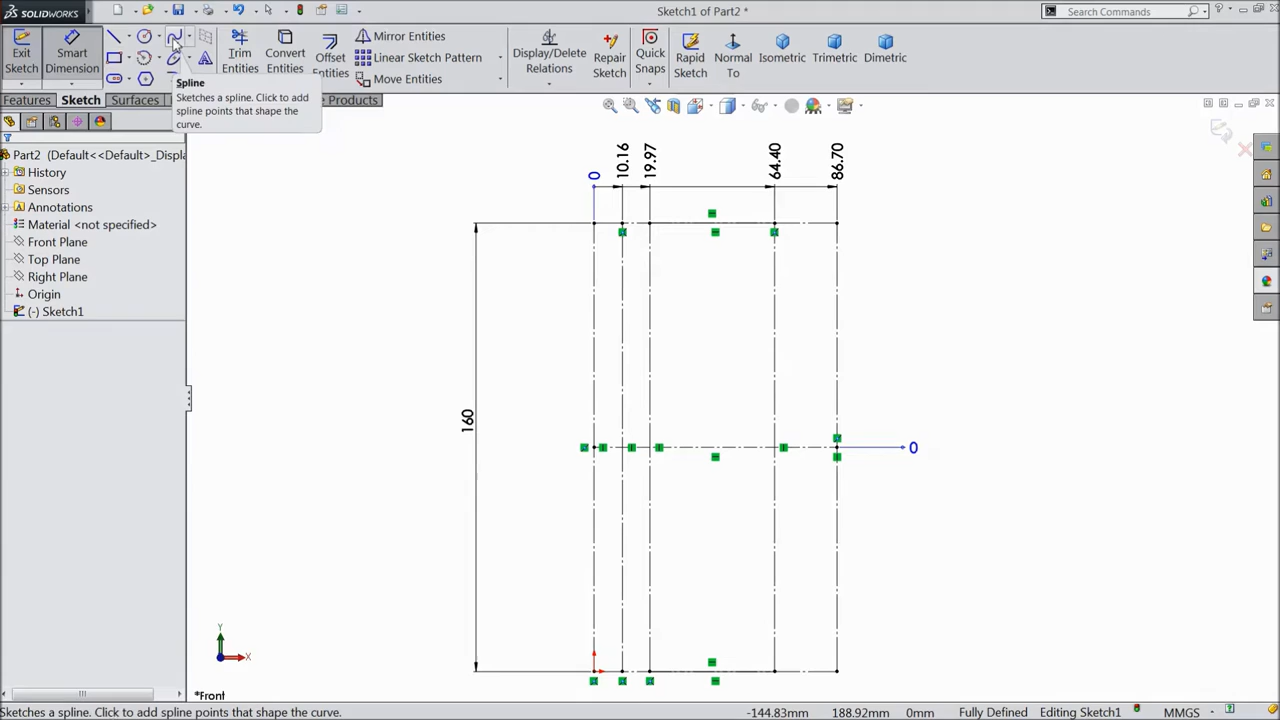 SOLIDWORKS
Sketch1 of Part2 *
Search Commands
?
Exit
Sketch
Smart
Dimension
Trim
Entities
Convert
Entities
Offset
Entities
Mirror Entities
Linear Sketch Pattern
Move Entities
Display/Delete
Relations
Repair
Sketch
Quick
Snaps
Rapid
Sketch
Normal
To
Isometric
Trimetric
Dimetric
Spline
Sketches a spline. Click to add
spline points that shape the
curve.
Features
Sketch
Surfaces
Products
Part2 (Default<<Default>_Displa
History
Sensors
Annotations
Material <not specified>
Front Plane
Top Plane
Right Plane
Origin
(-) Sketch1
0
10.16
19.97
64.40
86.70
160
0
Y
X
*Front
Sketches a spline. Click to add spline points that shape the curve.
-144.83mm
188.92mm
0mm
Fully Defined
Editing Sketch1
MMGS